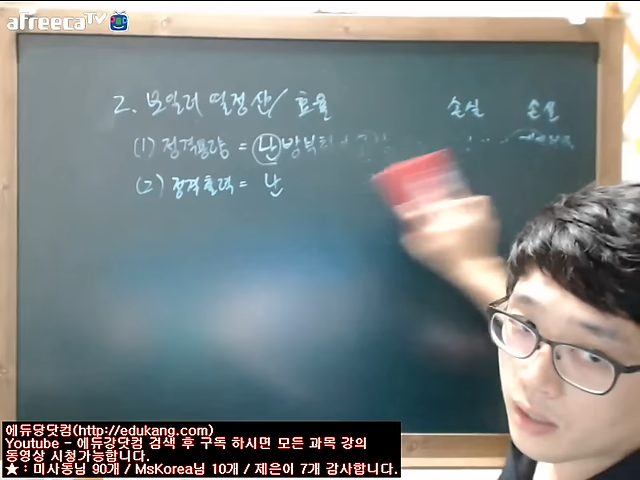 afreecaTV
2. 보일러 열정산/ 효율
손실 손실
(1) 정격용량 = 난방부하
(2) 정격출력 = 난
에듀강닷컴(http://edukang.com)
Youtube - 에듀강닷컴 검색 후 구독 하시면 모든 과목 강의
동영상 시청가능합니다.
★ : 미사동님 90개 / MsKorea님 10개 / 제은이 7개 감사합니다.